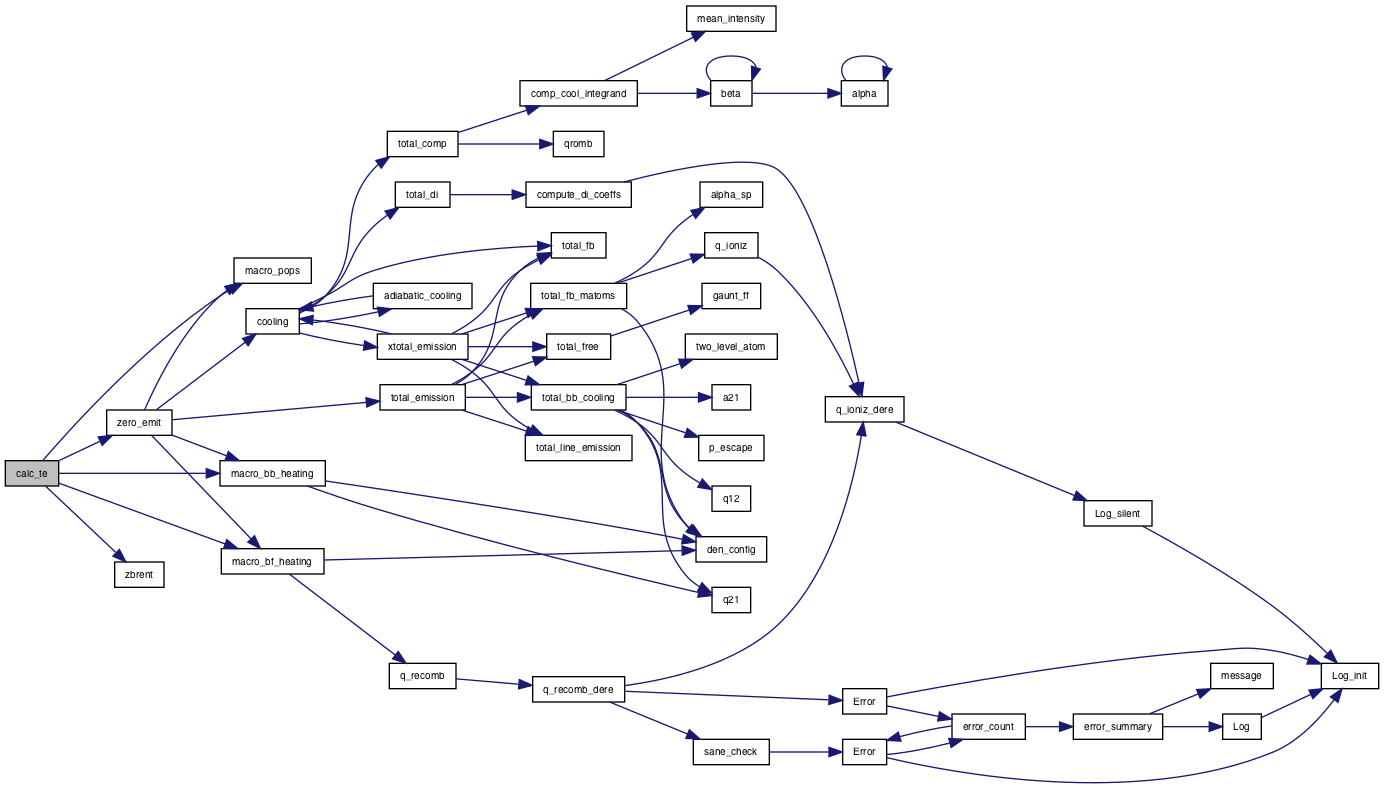 mean_intensity
comp_cool_integrand
beta
alpha
total_comp
qromb
total_di
compute_di_coeffs
alpha_sp
total_fb
q_ioniz
macro_pops
adiabatic_cooling
total_fb_matoms
gaunt_ff
cooling
xtotal_emission
total_free
two_level_atom
total_emission
total_bb_cooling
a21
q_ioniz_dere
zero_emit
total_line_emission
p_escape
calc_te
macro_bb_heating
q12
Log_silent
den_config
macro_bf_heating
zbrent
q21
q_recomb
q_recomb_dere
Error
message
Log_init
error_count
error_summary
Log
sane_check
Error